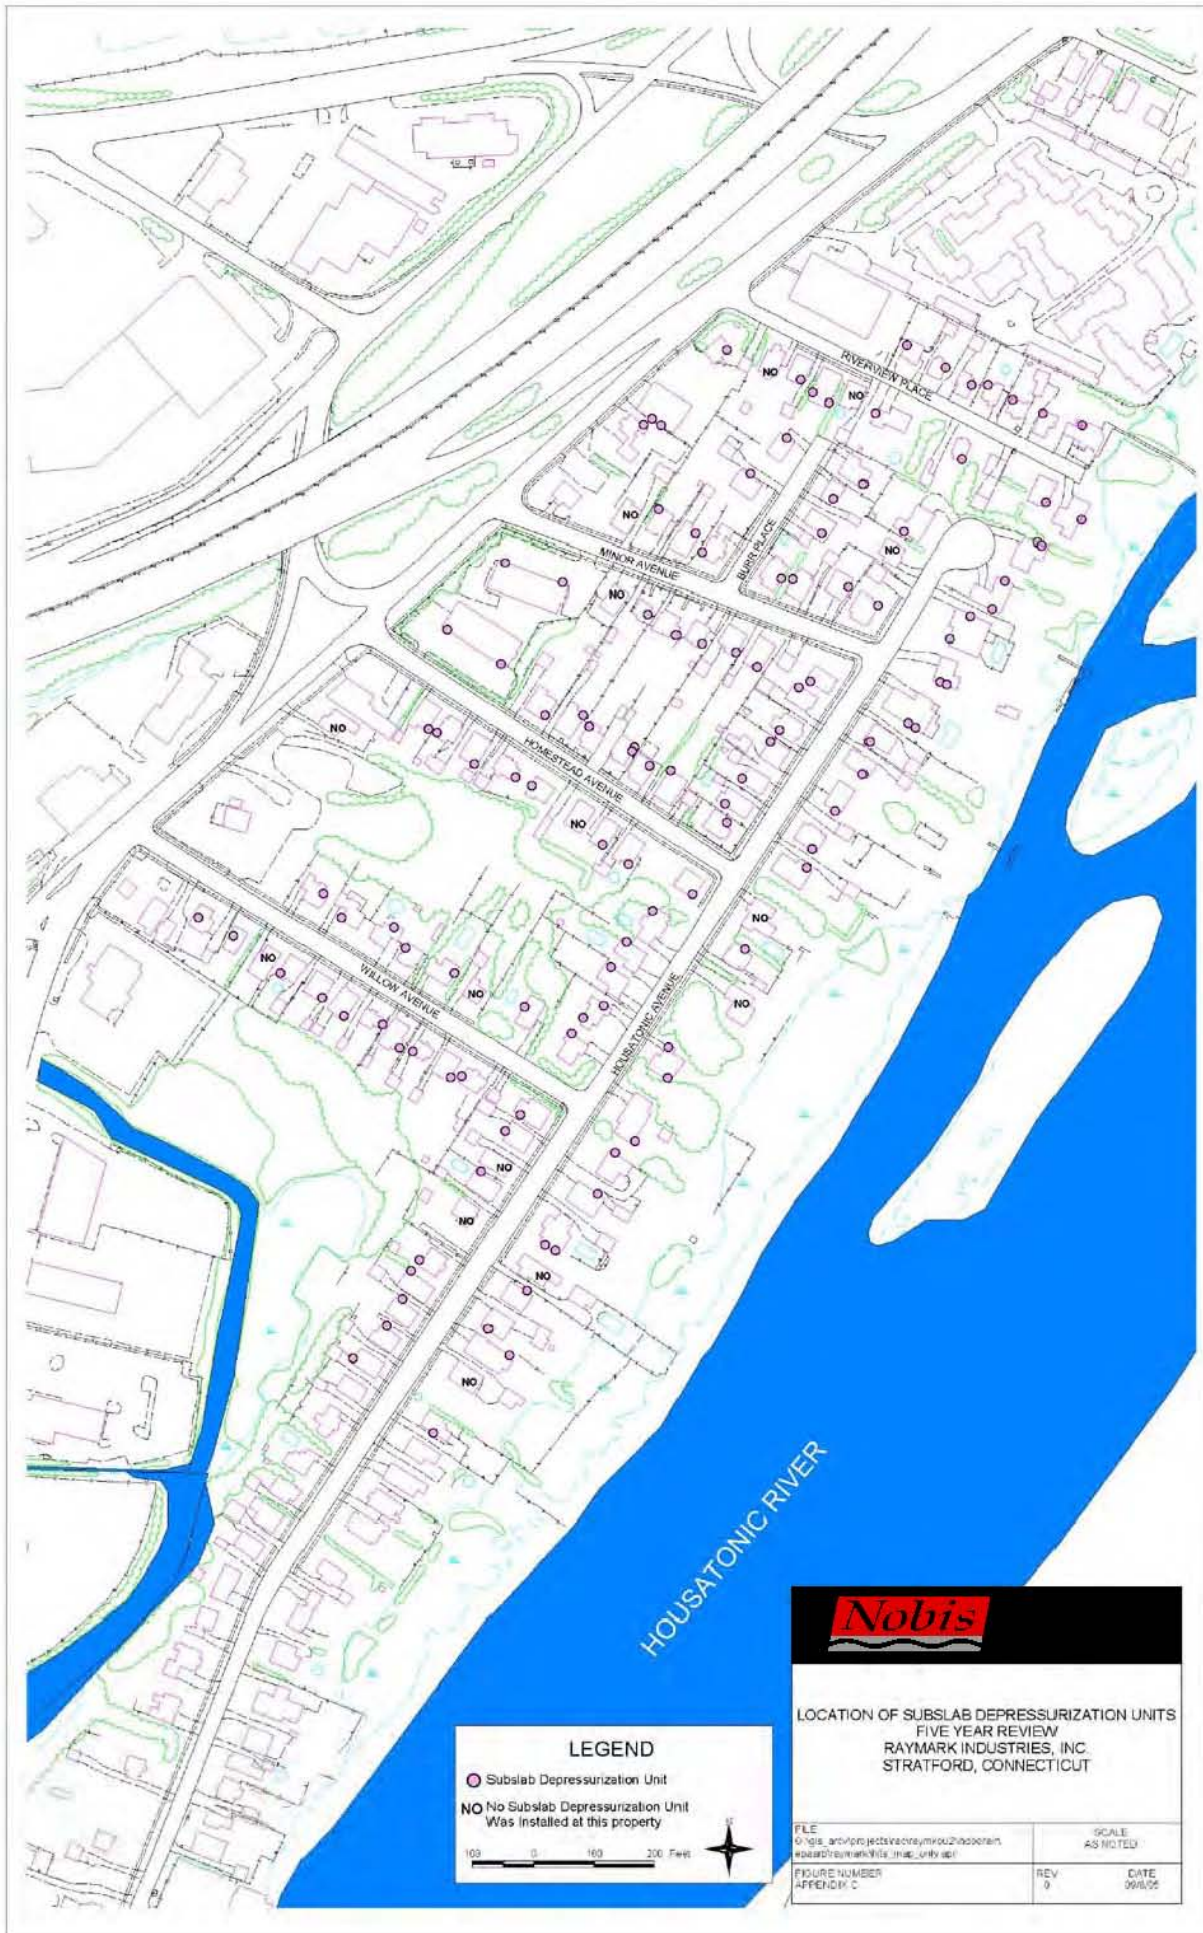 RIVERVIEW PLACE
NO
NO
NO
BURR PLACE
NO
MINOR AVENUE
NO
NO
HOMESTEAD AVENUE
NO
NO
NO
WILLOW AVENUE
NO
HOUSATONIC AVENUE
NO
NO
NO
NO
NO
NO
HOUSATONIC RIVER
Nobis
LOCATION OF SUBSLAB DEPRESSURIZATION UNITS
FIVE YEAR REVIEW
RAYMARK INDUSTRIES, INC.
STRATFORD, CONNECTICUT
LEGEND
Subslab Depressurization Unit
NO No Subslab Depressurization Unit
Was Installed at this property
100 0 100 200 Feet
FILE
SCALE
AS NOTED
FIGURE NUMBER
APPENDIX C
REV
0
DATE